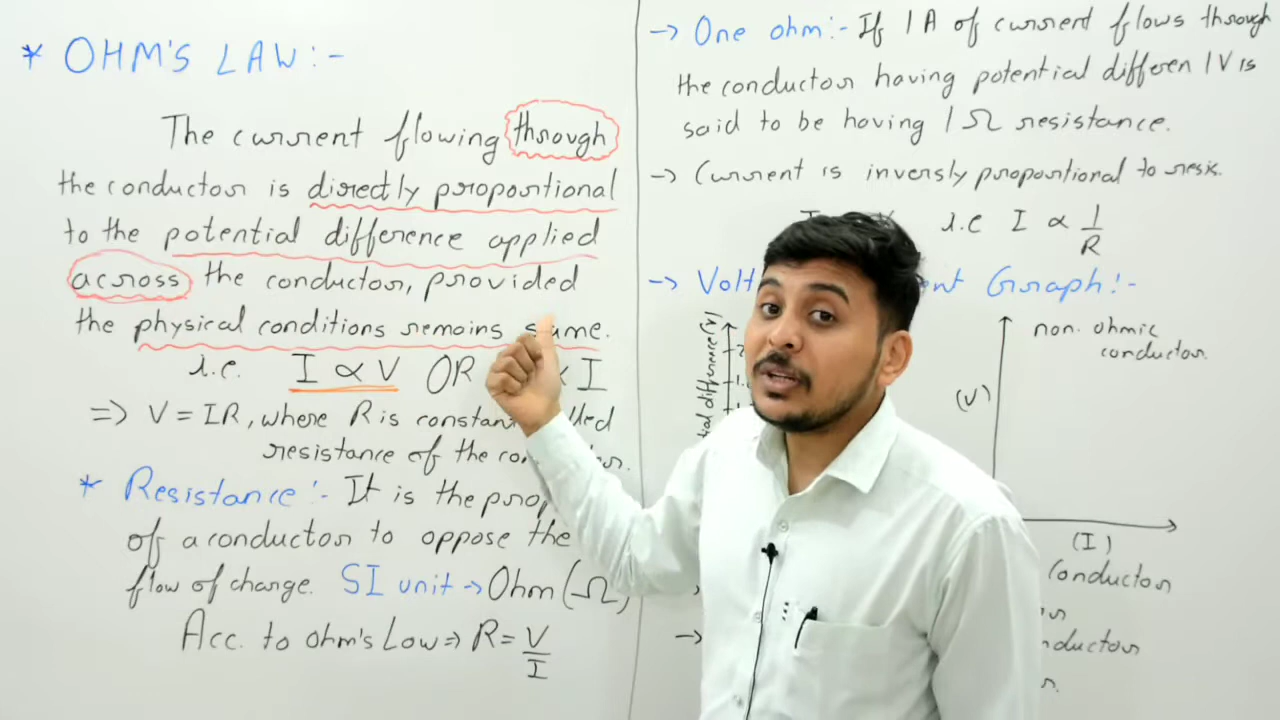 * OHM'S LAW:-
The current flowing through
the conductor is directly proportional
to the potential difference applied
across the conductor, provided
the physical conditions remains same.
i.e. I ∝ V OR ∝ I
=> V = IR, where R is constant
resistance of the
* Resistance:- It is the
of a conductor to oppose the
flow of charge. SI unit → Ohm (Ω)
Acc. to ohm's Law => R = V/I
→ One ohm:- If 1A of current flows through
the conductor having potential differen 1V is
said to be having 1Ω resistance.
→ Current is inversly proportional to resis.
i.e I ∝ 1/R
→ Graph:-
non. ohmic
conductor.
(V)
(I)
conductor